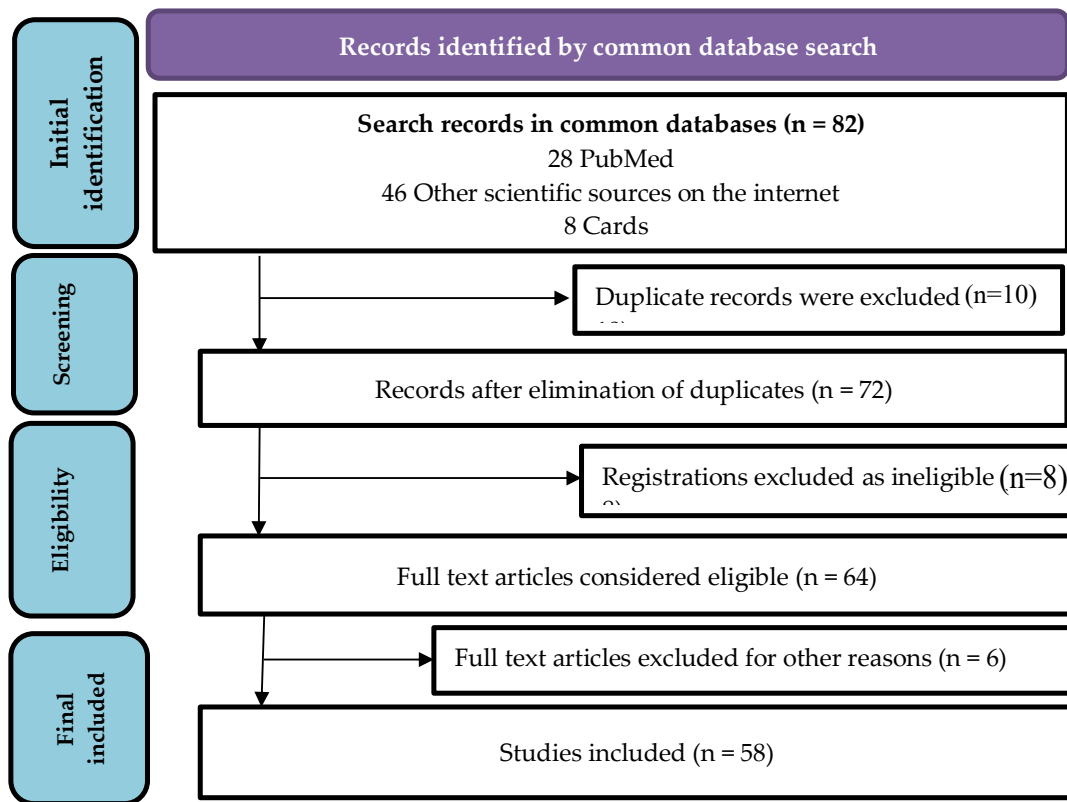 Initial
identification
Records identified by common database search
Search records in common databases (n = 82)
28 PubMed
46 Other scientific sources on the internet
8 Cards
Screening
Duplicate records were excluded (n=10)
Records after elimination of duplicates (n = 72)
Eligibility
Registrations excluded as ineligible (n=8)
Full text articles considered eligible (n = 64)
Final
included
Full text articles excluded for other reasons (n = 6)
Studies included (n = 58)